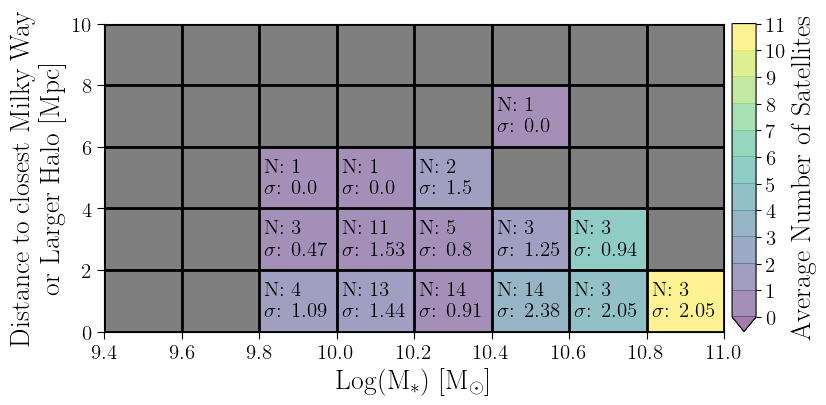 Distance to closest Milky Way
or Larger Halo [Mpc]
10
8
6
4
2
0
N: 1
σ: 0.0
N: 1
σ: 0.0
N: 1
σ: 0.0
N: 2
σ: 1.5
N: 3
σ: 0.47
N: 11
σ: 1.53
N: 5
σ: 0.8
N: 3
σ: 1.25
N: 3
σ: 0.94
N: 4
σ: 1.09
N: 13
σ: 1.44
N: 14
σ: 0.91
N: 14
σ: 2.38
N: 3
σ: 2.05
N: 3
σ: 2.05
9.4 9.6 9.8 10.0 10.2 10.4 10.6 10.8 11.0
Log(M∗) [M⊙]
11
10
9
8
7
6
5
4
3
2
1
0
Average Number of Satellites